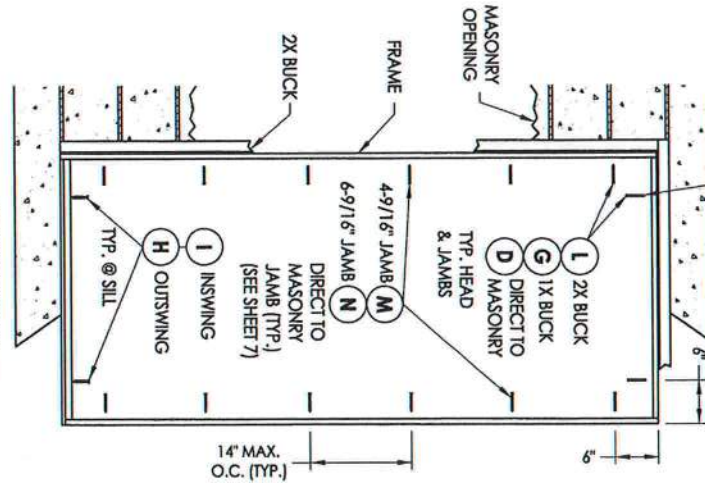 MASONRY
OPENING
FRAME
2X BUCK
L 2X BUCK
G 1X BUCK
D DIRECT TO
MASONRY
TYP. HEAD
& JAMBS
4-9/16" JAMB M
6-9/16" JAMB N
DIRECT TO
MASONRY
JAMB (TYP.)
(SEE SHEET 7)
I INSWING
H OUTSWING
TYP. @ SILL
6"
6"
14" MAX.
O.C. (TYP.)